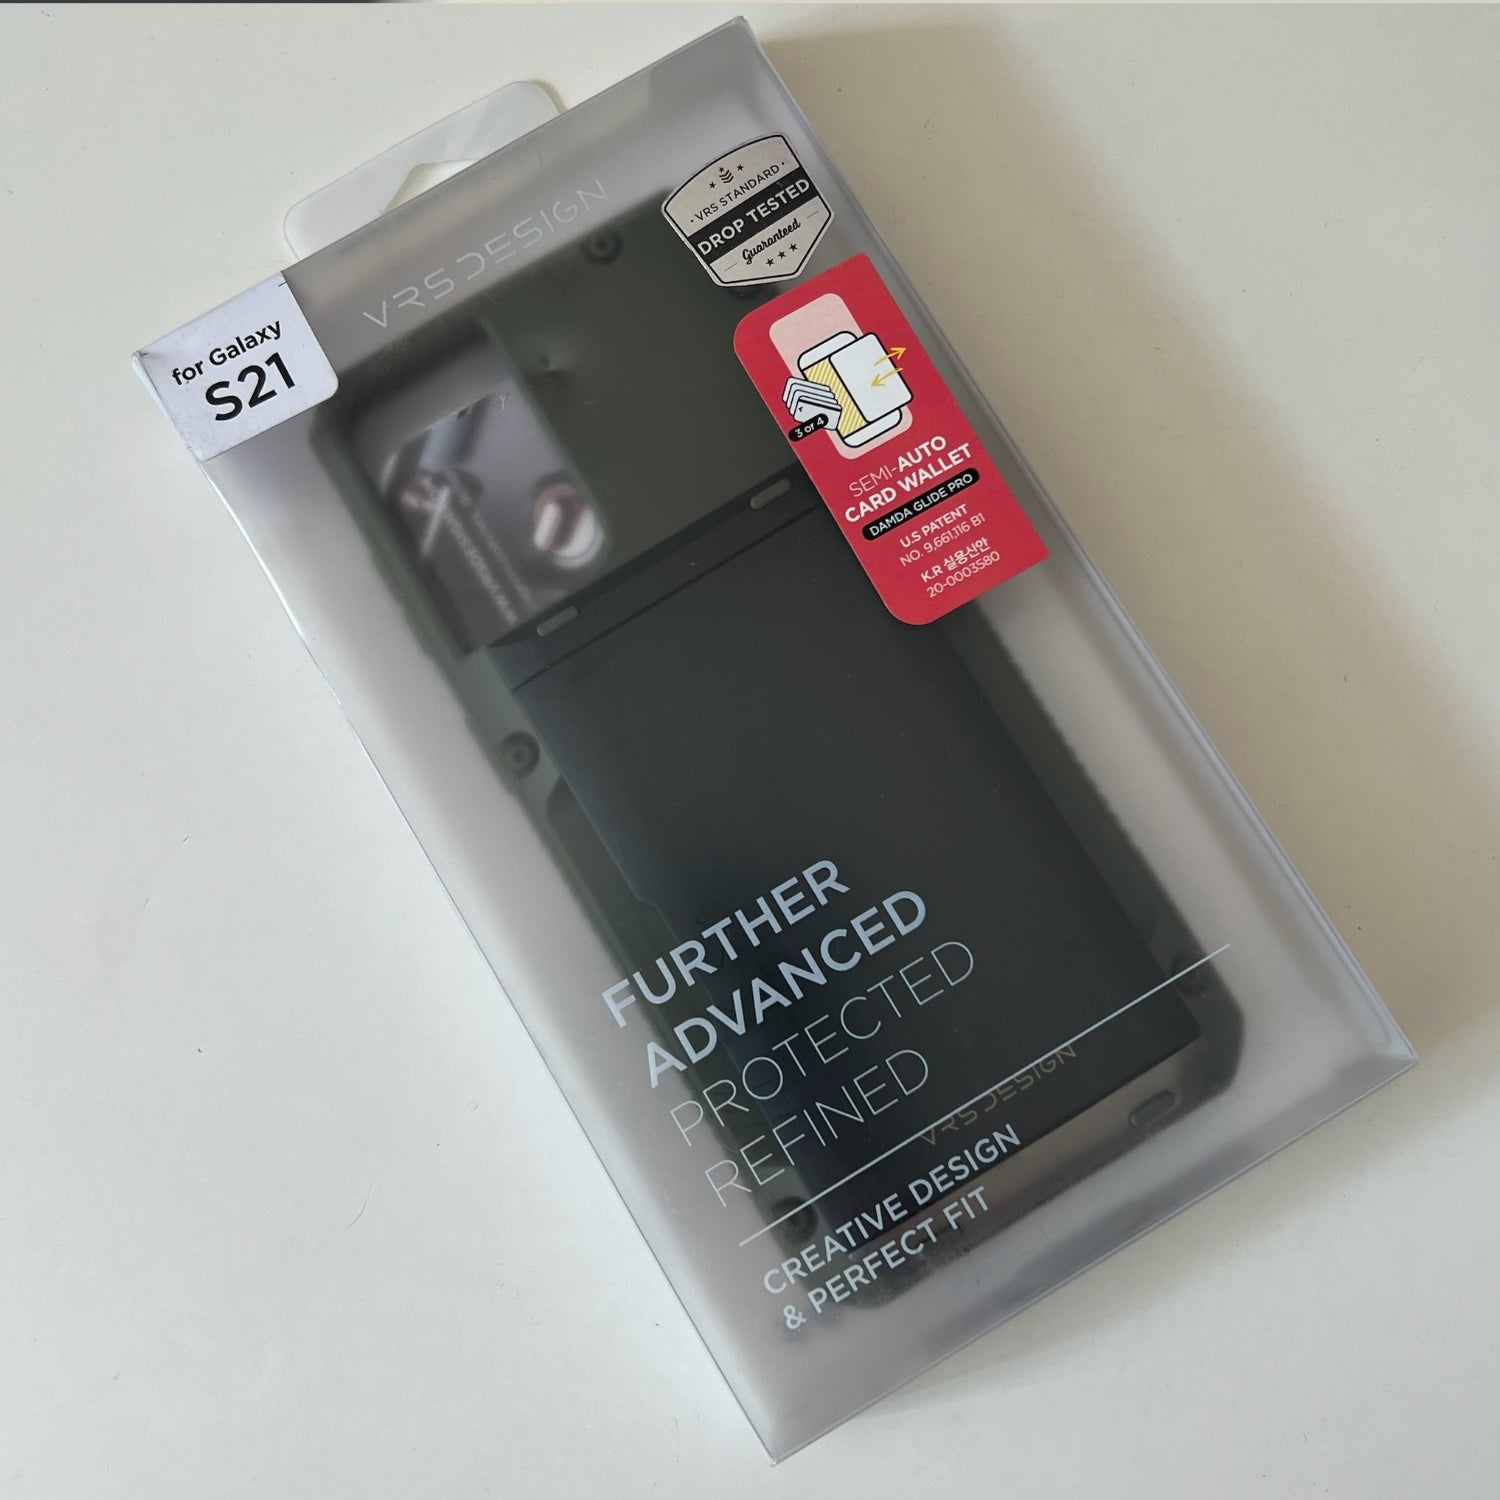 VRS DESIGN
for Galaxy
S21
VRS STANDARD
DROP TESTED
Guaranteed
3 or 4
SEMI-AUTO
CARD WALLET
DAMDA GLIDE PRO
U.S PATENT
NO. 9,661,116 B1
K.R 실용신안
20-0003580
FURTHER
ADVANCED
PROTECTED
REFINED
VRS DESIGN
CREATIVE DESIGN
& PERFECT FIT